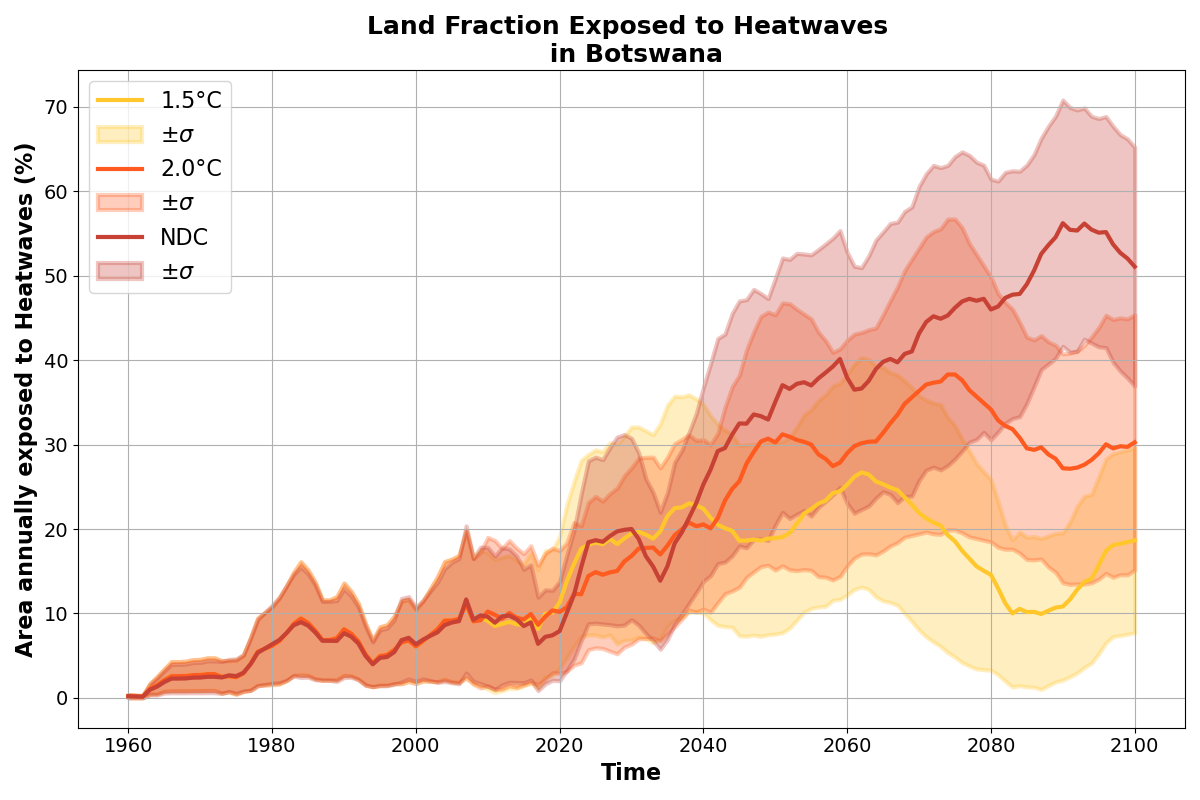 Land Fraction Exposed to Heatwaves
in Botswana
1.5°C
±σ
2.0°C
±σ
NDC
±σ
Area annually exposed to Heatwaves (%)
70
60
50
40
30
20
10
0
1960 1980 2000 2020 2040 2060 2080 2100
Time